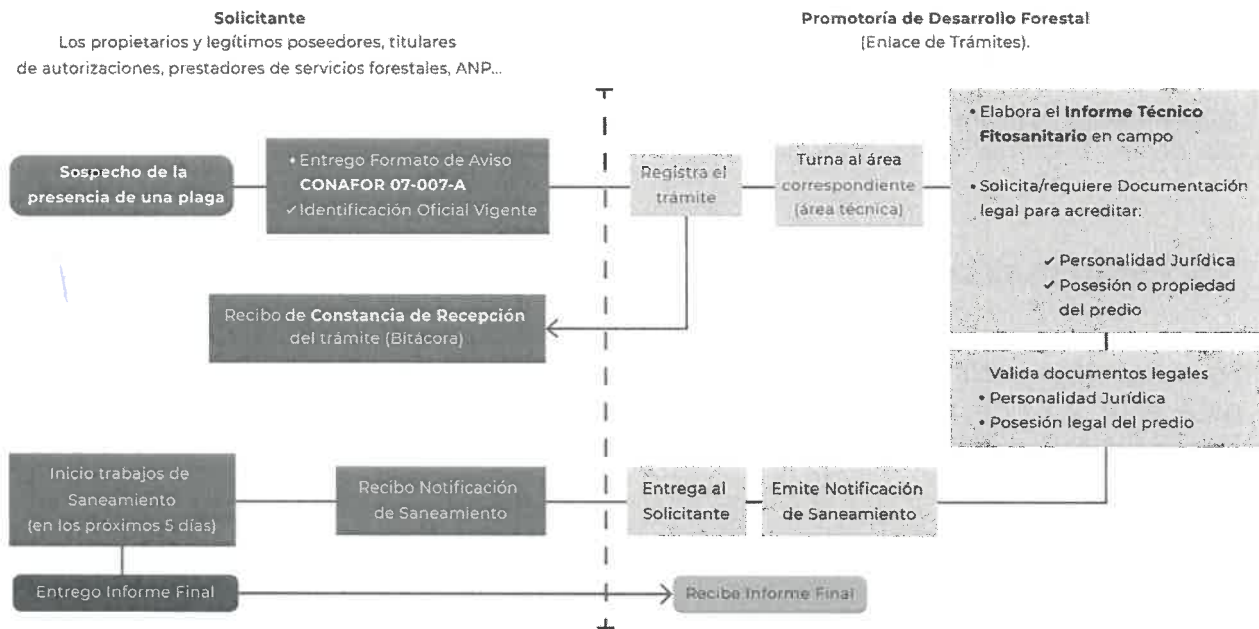 Solicitante
Los propietarios y legítimos poseedores, titulares
de autorizaciones, prestadores de servicios forestales, ANP...
Promotoría de Desarrollo Forestal
(Enlace de Trámites).
Sospecho de la
presencia de una plaga
• Entrego Formato de Aviso
CONAFOR 07-007-A
✓ Identificación Oficial Vigente
Registra el
trámite
Turna al área
correspondiente
(área técnica)
• Elabora el Informe Técnico
Fitosanitario en campo
• Solicita/requiere Documentación
legal para acreditar:
✓ Personalidad Jurídica
✓ Posesión o propiedad
del predio
Recibo de Constancia de Recepción
del trámite (Bitácora)
Valida documentos legales
• Personalidad Jurídica
• Posesión legal del predio
Inicio trabajos de
Saneamiento
(en los próximos 5 días)
Recibo Notificación
de Saneamiento
Entrega al
Solicitante
Emite Notificación
de Saneamiento
Entrego Informe Final
Recibe Informe Final